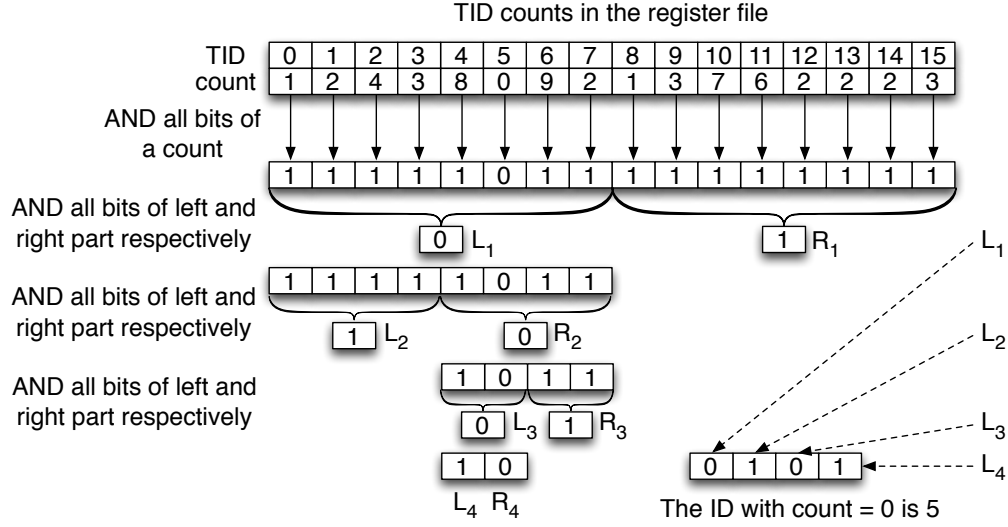 TID counts in the register file
TID 0 1 2 3 4 5 6 7 8 9 10 11 12 13 14 15
count 1 2 4 3 8 0 9 2 1 3 7 6 2 2 2 3
AND all bits of
a count
1 1 1 1 1 0 1 1 1 1 1 1 1 1 1 1
AND all bits of left and
right part respectively
0 L1 1 R1
L1
1 1 1 1 1 0 1 1
AND all bits of left and
right part respectively
1 L2 0 R2
L2
1 0 1 1
AND all bits of left and
right part respectively
0 L3 1 R3
L3
1 0
L4 R4
0 1 0 1
L4
The ID with count = 0 is 5